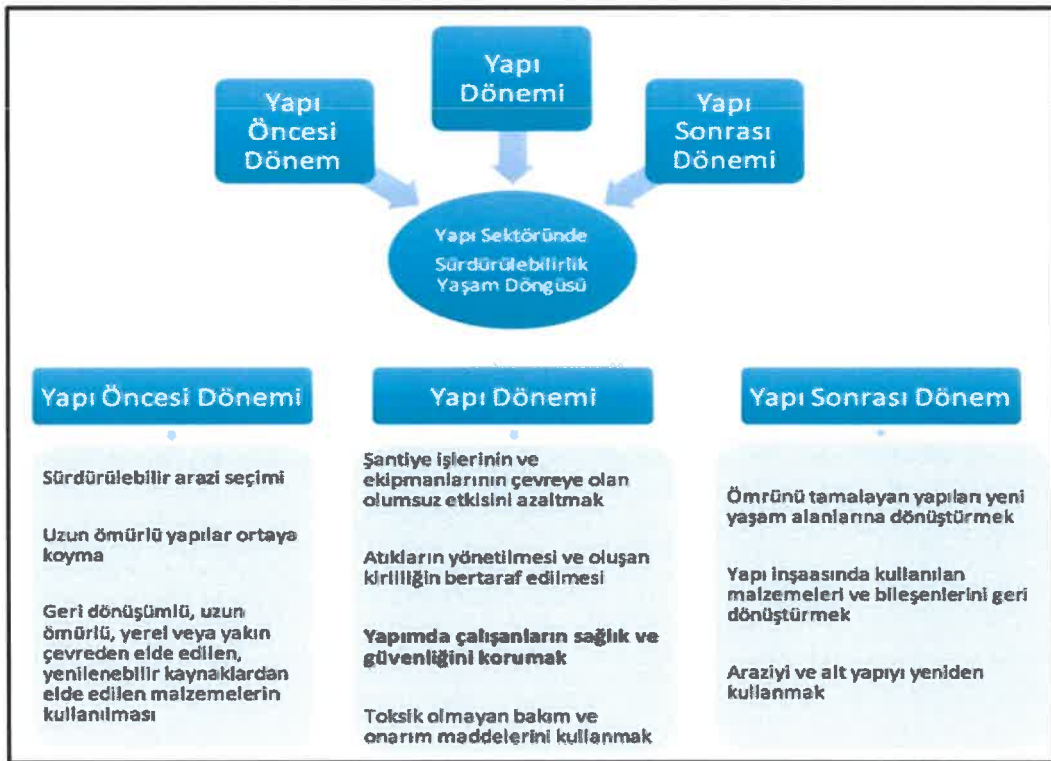 Yapı
Dönemi
Yapı
Öncesi
Dönem
Yapı
Sonrası
Dönemi
Yapı Sektöründe
Sürdürülebilirlik
Yaşam Döngüsü
Yapı Öncesi Dönemi
Sürdürülebilir arazi seçimi
Uzun ömürlü yapılar ortaya
koyma
Geri dönüşümlü, uzun
ömürlü, yerel veya yakın
çevreden elde edilen,
yenilenebilir kaynaklardan
elde edilen malzemelerin
kullanılması
Yapı Dönemi
Şantiye işlerinin ve
ekipmanlarının çevreye olan
olumsuz etkisini azaltmak
Atıkların yönetilmesi ve oluşan
kirliliğin bertaraf edilmesi
Yapımda çalışanların sağlık ve
güvenliğini korumak
Toksik olmayan bakım ve
onarım maddelerini kullanmak
Yapı Sonrası Dönem
Ömrünü tamalayan yapıları yeni
yaşam alanlarına dönüştürmek
Yapı inşaasında kullanılan
malzemeleri ve bileşenlerini geri
dönüştürmek
Araziyi ve alt yapıyı yeniden
kullanmak